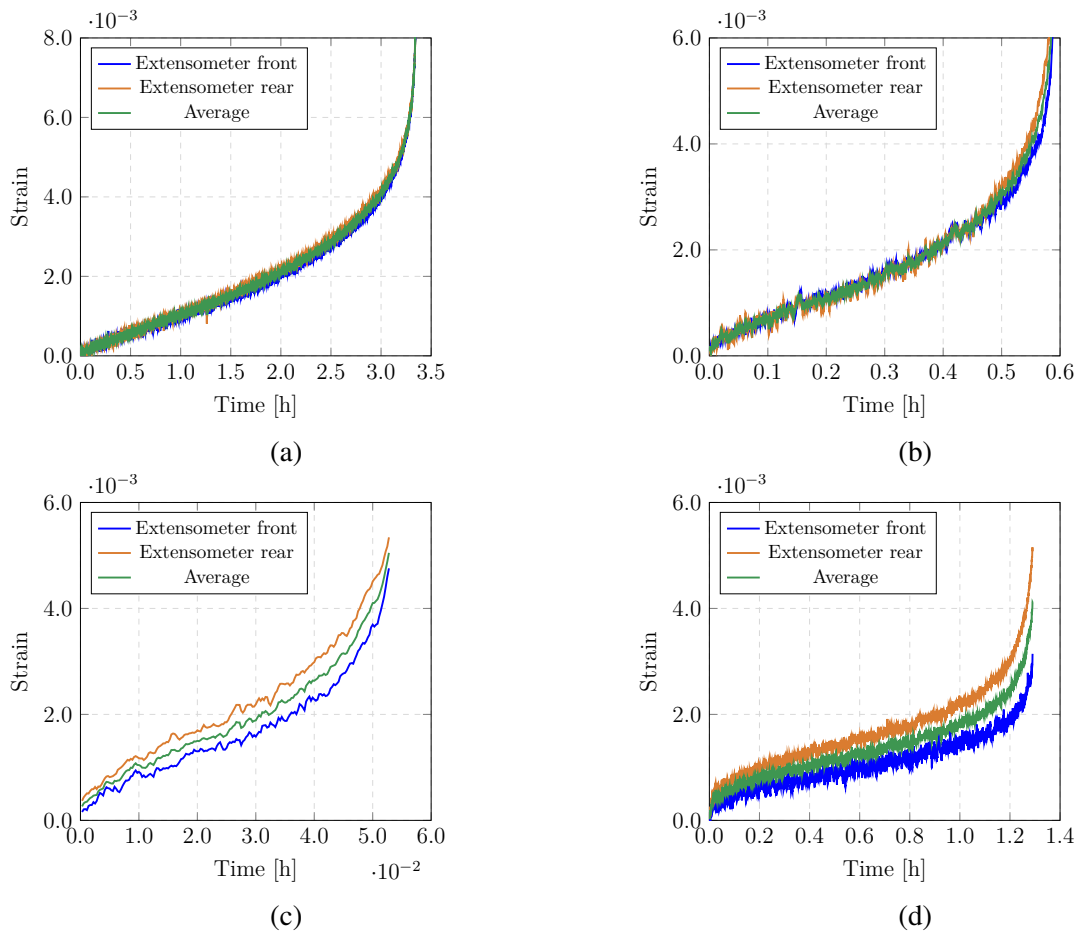 ·10⁻³
8.0
6.0
4.0
2.0
0.0
Strain
Extensometer front
Extensometer rear
Average
0.0 0.5 1.0 1.5 2.0 2.5 3.0 3.5
Time [h]
(a)
·10⁻³
6.0
4.0
2.0
0.0
Strain
Extensometer front
Extensometer rear
Average
0.0 0.1 0.2 0.3 0.4 0.5 0.6
Time [h]
(b)
·10⁻³
6.0
4.0
2.0
0.0
Strain
Extensometer front
Extensometer rear
Average
0.0 1.0 2.0 3.0 4.0 5.0 6.0
Time [h]
·10⁻²
(c)
·10⁻³
6.0
4.0
2.0
0.0
Strain
Extensometer front
Extensometer rear
Average
0.0 0.2 0.4 0.6 0.8 1.0 1.2 1.4
Time [h]
(d)